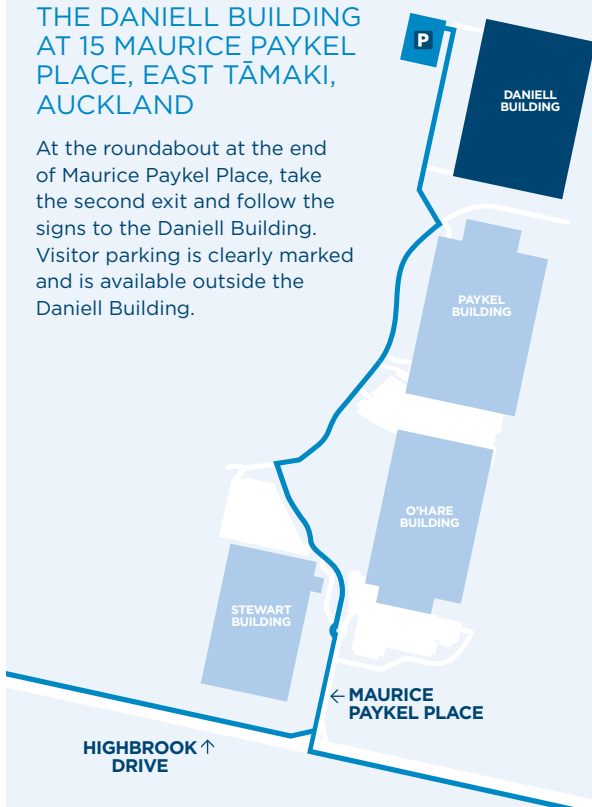 THE DANIELL BUILDING
AT 15 MAURICE PAYKEL
PLACE, EAST TĀMAKI,
AUCKLAND
At the roundabout at the end
of Maurice Paykel Place, take
the second exit and follow the
signs to the Daniell Building.
Visitor parking is clearly marked
and is available outside the
Daniell Building.
P
DANIELL
BUILDING
PAYKEL
BUILDING
O'HARE
BUILDING
STEWART
BUILDING
← MAURICE
PAYKEL PLACE
HIGHBROOK ↑
DRIVE